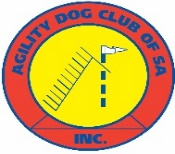 AGILITY DOG CLUB OF SA
INC.